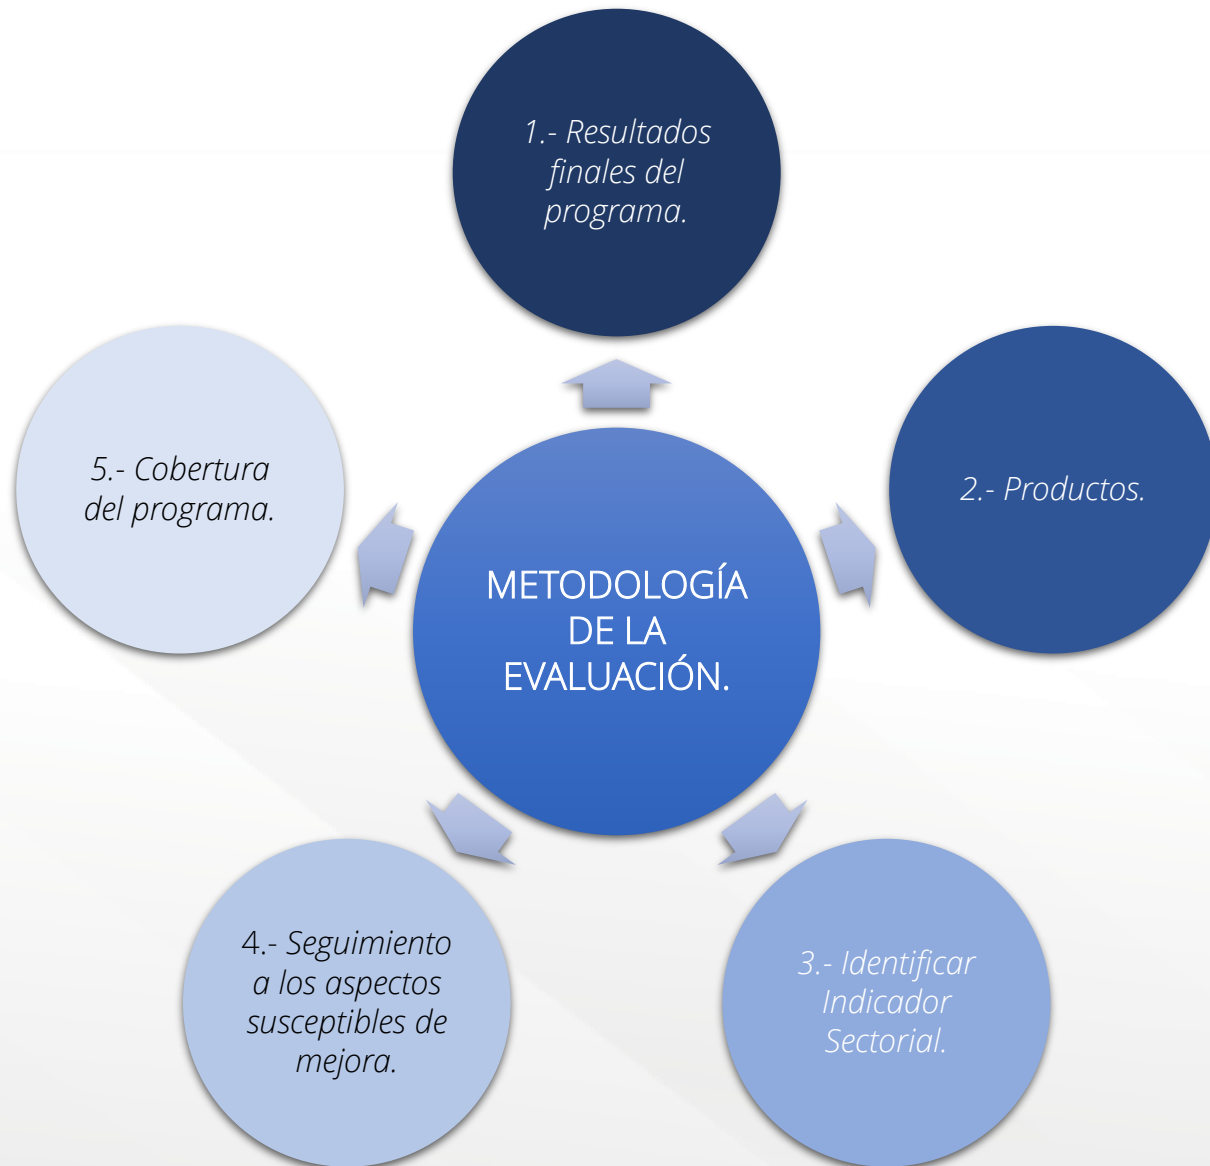 1.- Resultados
finales del
programa.
2.- Productos.
3.- Identificar
Indicador
Sectorial.
4.- Seguimiento
a los aspectos
susceptibles de
mejora.
5.- Cobertura
del programa.
METODOLOGÍA
DE LA
EVALUACIÓN.